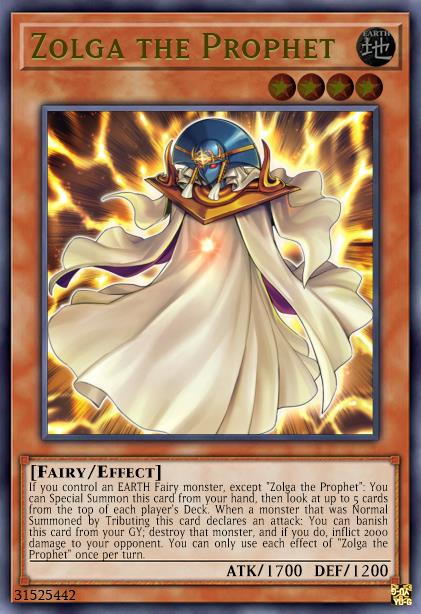 Zolga the Prophet
EARTH
地
[Fairy/Effect]
If you control an EARTH Fairy monster, except "Zolga the Prophet": You
can Special Summon this card from your hand, then look at up to 5 cards
from the top of each player's Deck. When a monster that was Normal
Summoned by Tributing this card declares an attack: You can banish
this card from your GY; destroy that monster, and if you do, inflict 2000
damage to your opponent. You can only use each effect of "Zolga the
Prophet" once per turn.
ATK/1700 DEF/1200
31525442